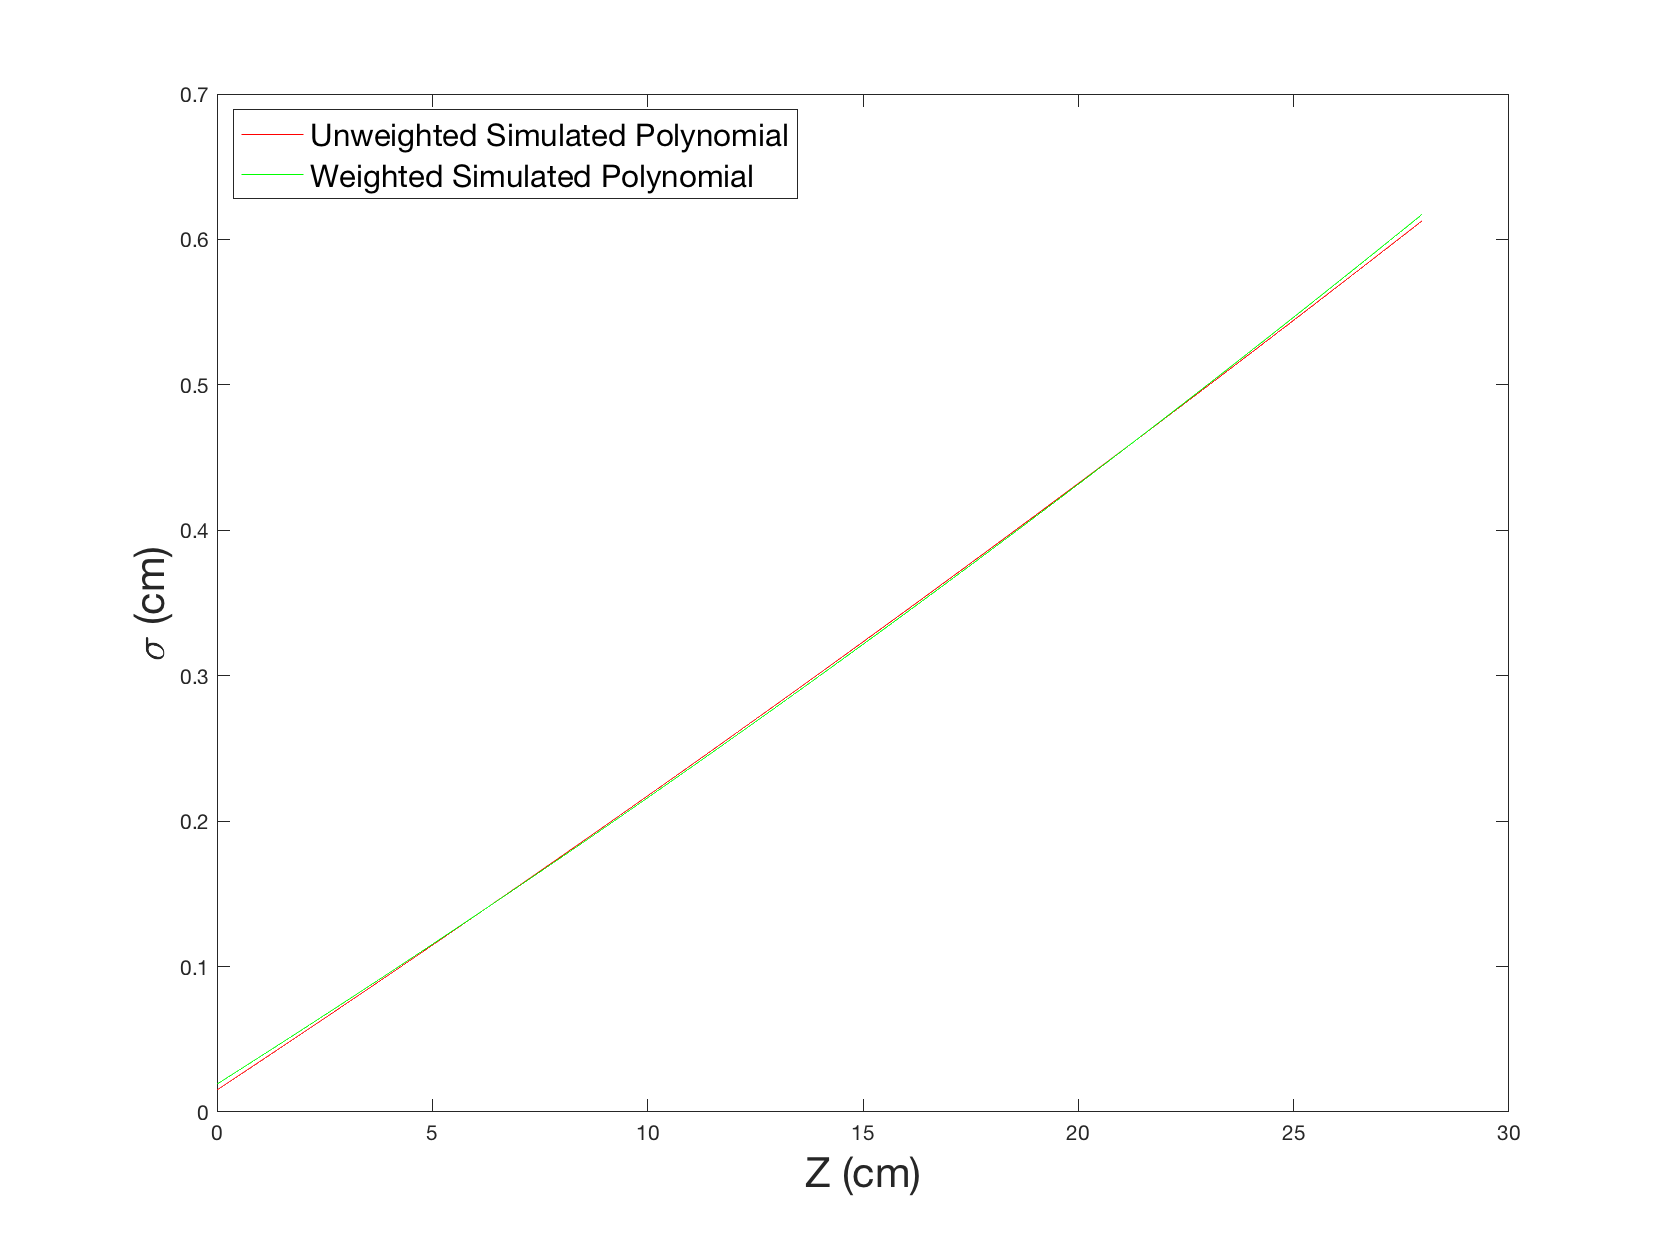 0.7
0.6
0.5
0.4
0.3
0.2
0.1
0
Unweighted Simulated Polynomial
Weighted Simulated Polynomial
σ (cm)
0 5 10 15 20 25 30
Z (cm)